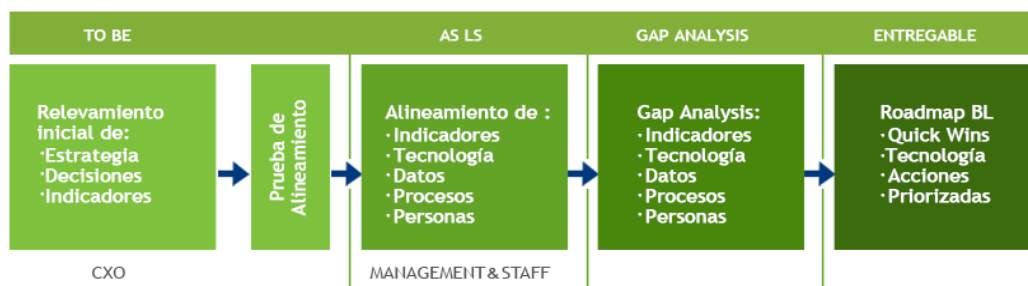 TO BE
AS LS
GAP ANALYSIS
ENTREGABLE
Relevamiento
inicial de:
·Estrategia
·Decisiones
·Indicadores
Prueba de
Alineamiento
Alineamiento de :
·Indicadores
·Tecnología
·Datos
·Procesos
·Personas
Gap Analysis:
·Indicadores
·Tecnología
·Datos
·Procesos
·Personas
Roadmap BL
·Quick Wins
·Tecnología
·Acciones
·Priorizadas
CXO
MANAGEMENT & STAFF